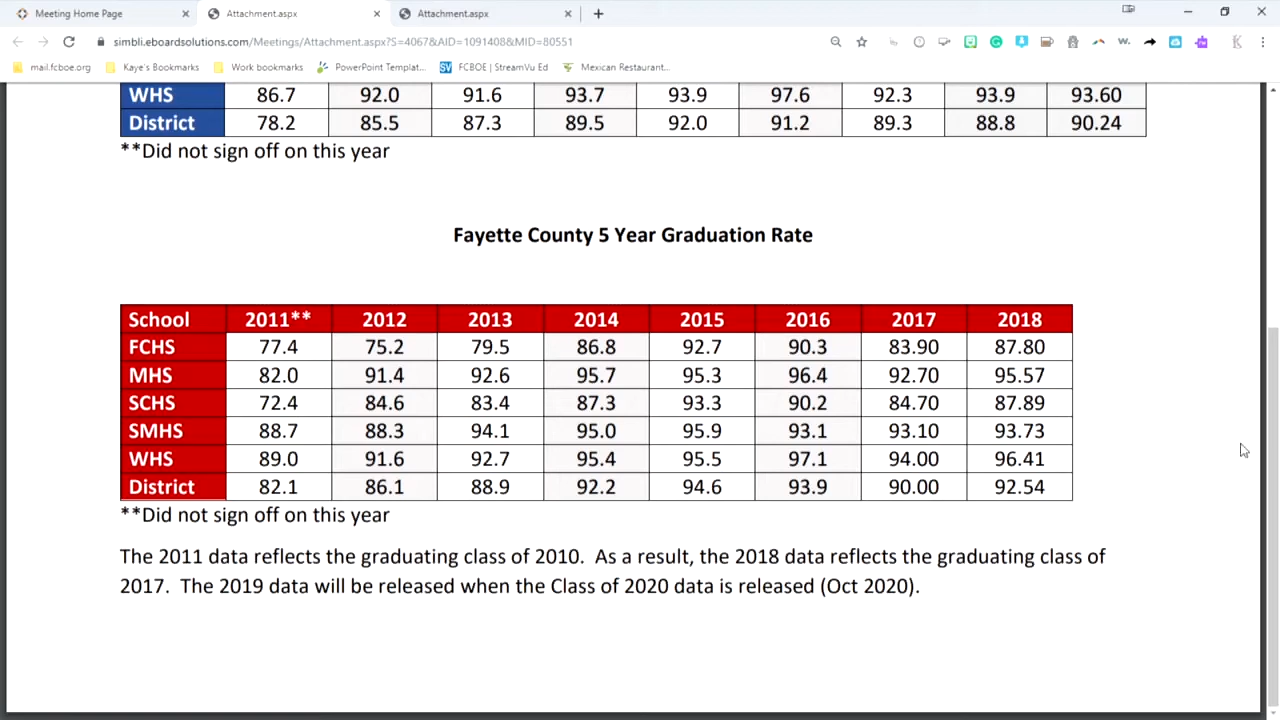 Meeting Home Page
Attachment.aspx
Attachment.aspx
simbli.eboardsolutions.com/Meetings/Attachment.aspx?S=4067&AID=1091408&MID=80551
mail.fcboe.org Kaye's Bookmarks Work bookmarks PowerPoint Templat... SV FCBOE | StreamVu Ed Mexican Restaurant...
WHS 86.7 92.0 91.6 93.7 93.9 97.6 92.3 93.9 93.60
District 78.2 85.5 87.3 89.5 92.0 91.2 89.3 88.8 90.24
**Did not sign off on this year
Fayette County 5 Year Graduation Rate
School 2011** 2012 2013 2014 2015 2016 2017 2018
FCHS 77.4 75.2 79.5 86.8 92.7 90.3 83.90 87.80
MHS 82.0 91.4 92.6 95.7 95.3 96.4 92.70 95.57
SCHS 72.4 84.6 83.4 87.3 93.3 90.2 84.70 87.89
SMHS 88.7 88.3 94.1 95.0 95.9 93.1 93.10 93.73
WHS 89.0 91.6 92.7 95.4 95.5 97.1 94.00 96.41
District 82.1 86.1 88.9 92.2 94.6 93.9 90.00 92.54
**Did not sign off on this year
The 2011 data reflects the graduating class of 2010. As a result, the 2018 data reflects the graduating class of
2017. The 2019 data will be released when the Class of 2020 data is released (Oct 2020).